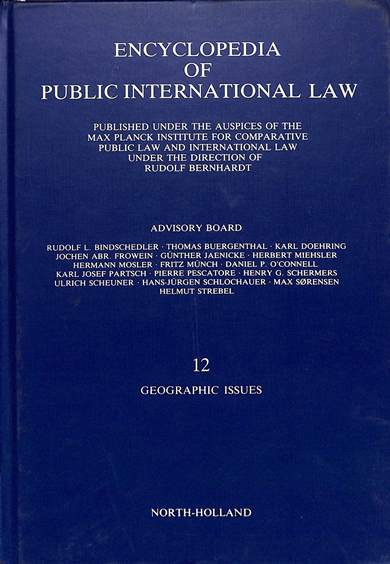 ENCYCLOPEDIA
OF
PUBLIC INTERNATIONAL LAW
PUBLISHED UNDER THE AUSPICES OF THE
MAX PLANCK INSTITUTE FOR COMPARATIVE
PUBLIC LAW AND INTERNATIONAL LAW
UNDER THE DIRECTION OF
RUDOLF BERNHARDT
ADVISORY BOARD
RUDOLF L. BINDSCHEDLER · THOMAS BUERGENTHAL · KARL DOEHRING
JOCHEN ABR. FROWEIN · GÜNTHER JAENICKE · HERBERT MIEHSLER
HERMANN MOSLER · FRITZ MÜNCH · DANIEL P. O'CONNELL
KARL JOSEF PARTSCH · PIERRE PESCATORE · HENRY G. SCHERMERS
ULRICH SCHEUNER · HANS-JÜRGEN SCHLOCHAUER · MAX SØRENSEN
HELMUT STREBEL
12
GEOGRAPHIC ISSUES
NORTH-HOLLAND